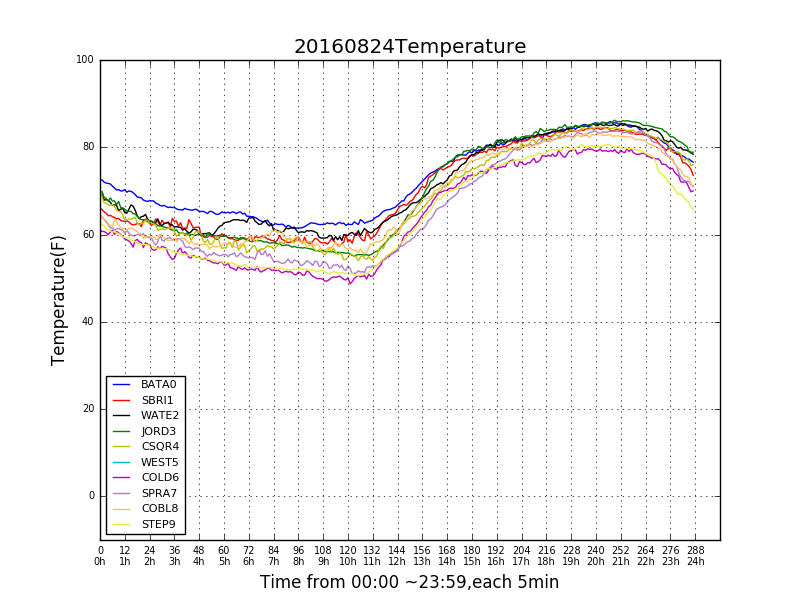 20160824Temperature
100
80
60
40
20
0
Temperature(F)
BATA0
SBRI1
WATE2
JORD3
CSQR4
WEST5
COLD6
SPRA7
COBL8
STEP9
0 12 24 36 48 60 72 84 96 108 120 132 144 156 168 180 192 204 216 228 240 252 264 276 288
0h 1h 2h 3h 4h 5h 6h 7h 8h 9h 10h 11h 12h 13h 14h 15h 16h 17h 18h 19h 20h 21h 22h 23h 24h
Time from 00:00 ~23:59,each 5min